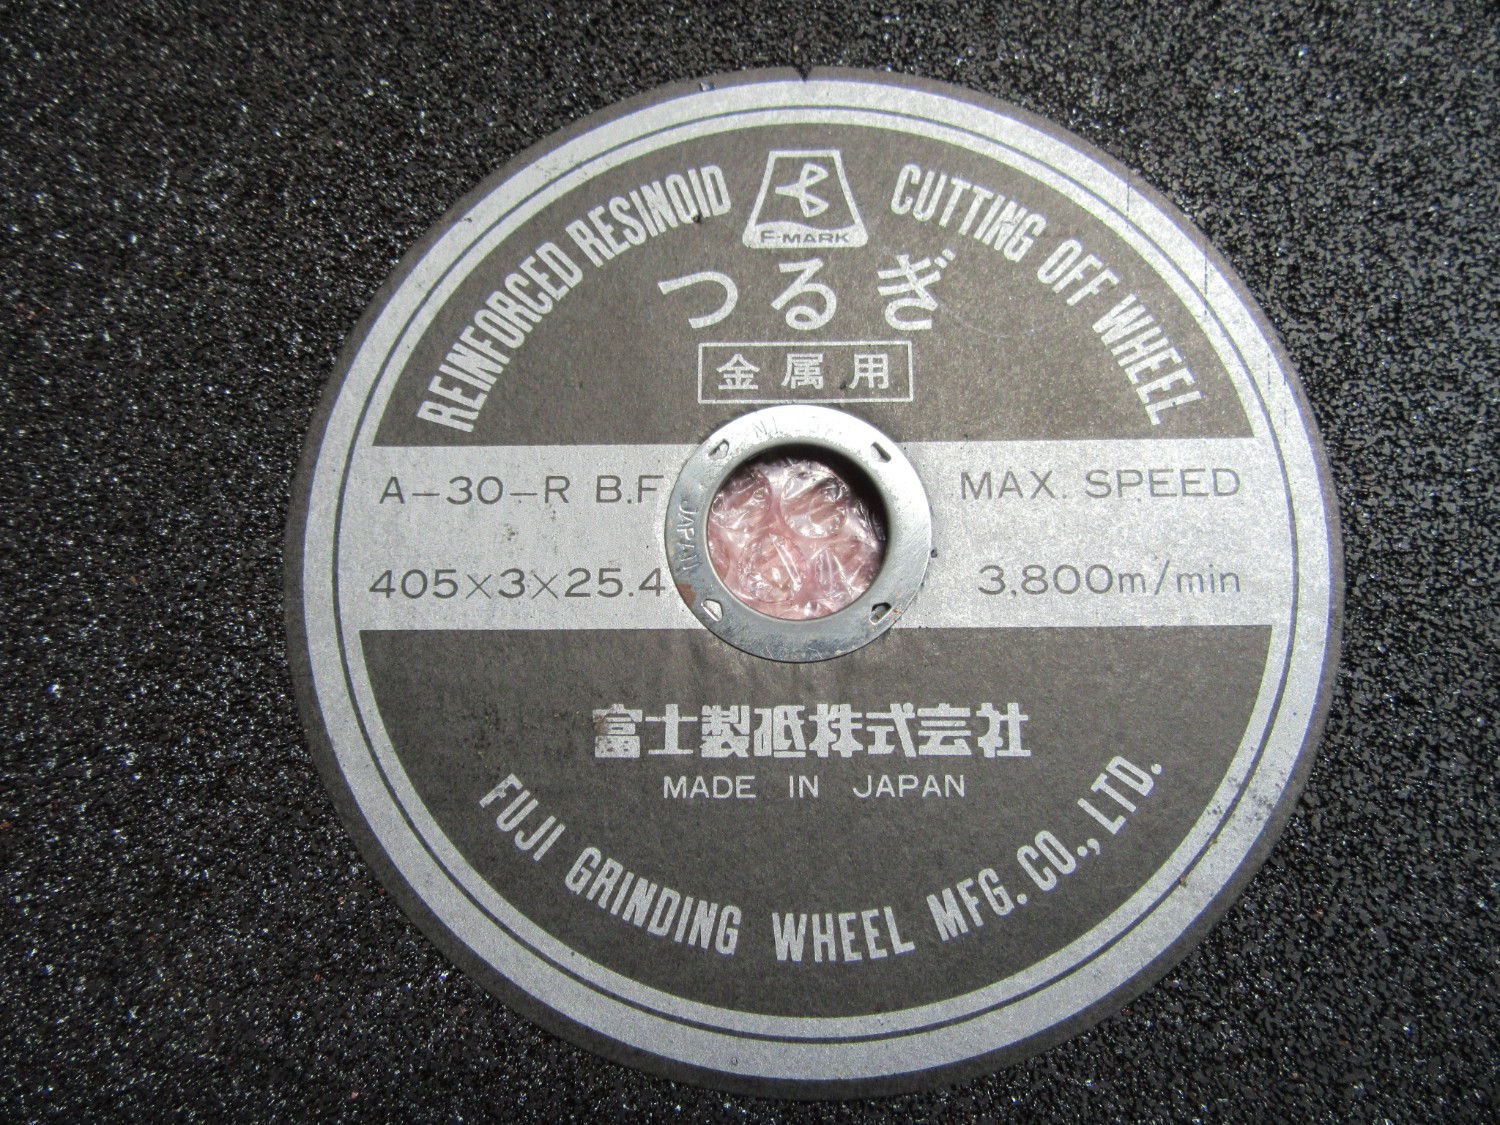 REINFORCED RESINOID CUTTING OFF WHEEL
F-MARK
つるぎ
金属用
A-30-R B.F
405×3×25.4
MAX. SPEED
3.800m/min
JAPAN
富士製砥株式会社
MADE IN JAPAN
FUJI GRINDING WHEEL MFG. CO., LTD.